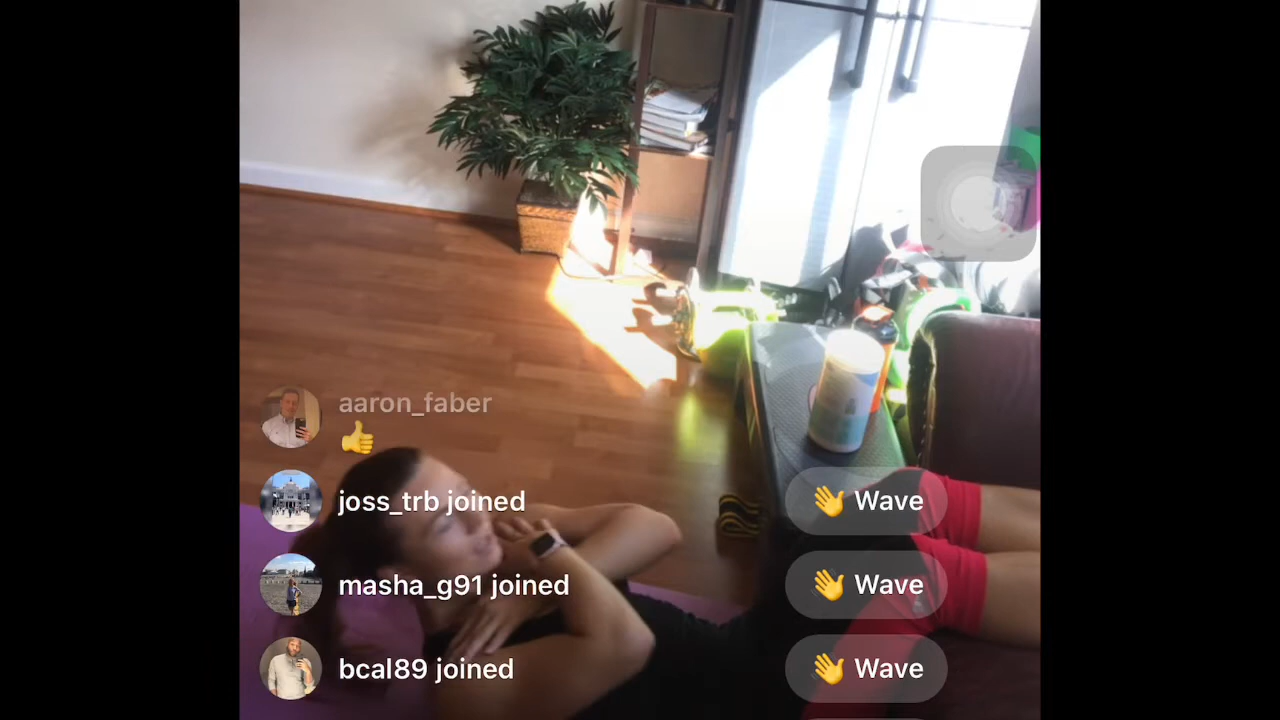 aaron_faber
👍
joss_trb joined
👋 Wave
masha_g91 joined
👋 Wave
bcal89 joined
👋 Wave